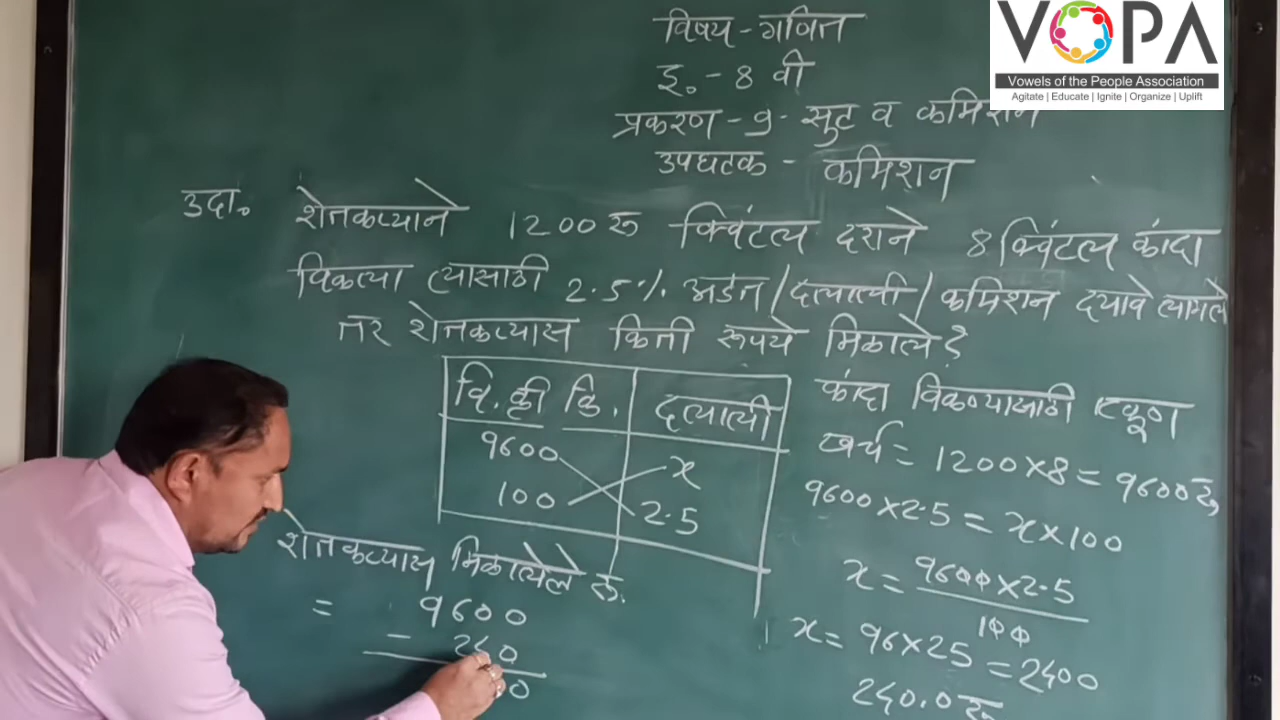 VOPA
Vowels of the People Association
Agitate | Educate | Ignite | Organize | Uplift
विषय - गणित
इ. - 8 वी
प्रकरण - 9. सुट व कमिशन
उपघटक - कमिशन
उदा. शेतकऱ्याने 1200 रु क्विंटल दराने 8 क्विंटल कांदा
विकला त्यासाठी 2.5% अडत / दलाली / कमिशन द्यावे लागले
तर शेतकऱ्यास किती रूपये मिळाले?
वि. क्री कि. दलाली
9600 x
100 2.5
कांदा विकण्यासाठी एकूण
खर्च = 1200 × 8 = 9600 रु
9600 × 2.5 = x × 100
x = 9600 × 2.5
100
x = 96 × 25 = 2400
240.0 रु
शेतकऱ्यास मिळालेले रु.
= 9600
- 240
0